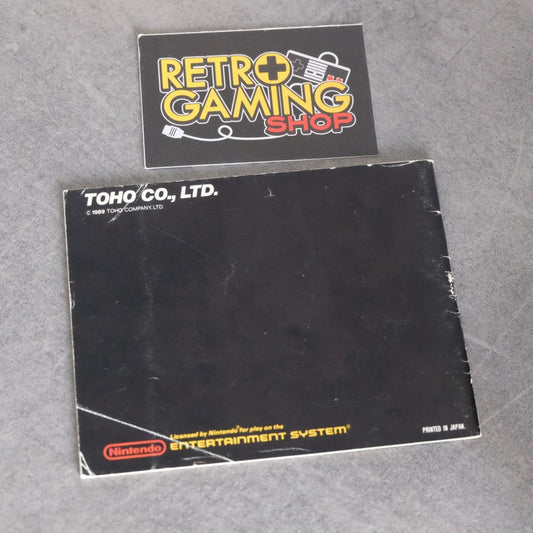 RETRO
GAMING
SHOP
TOHO CO., LTD.
© 1989 TOHO COMPANY, LTD.
Licensed by Nintendo® for play on the
Nintendo
ENTERTAINMENT SYSTEM®
PRINTED IN JAPAN.